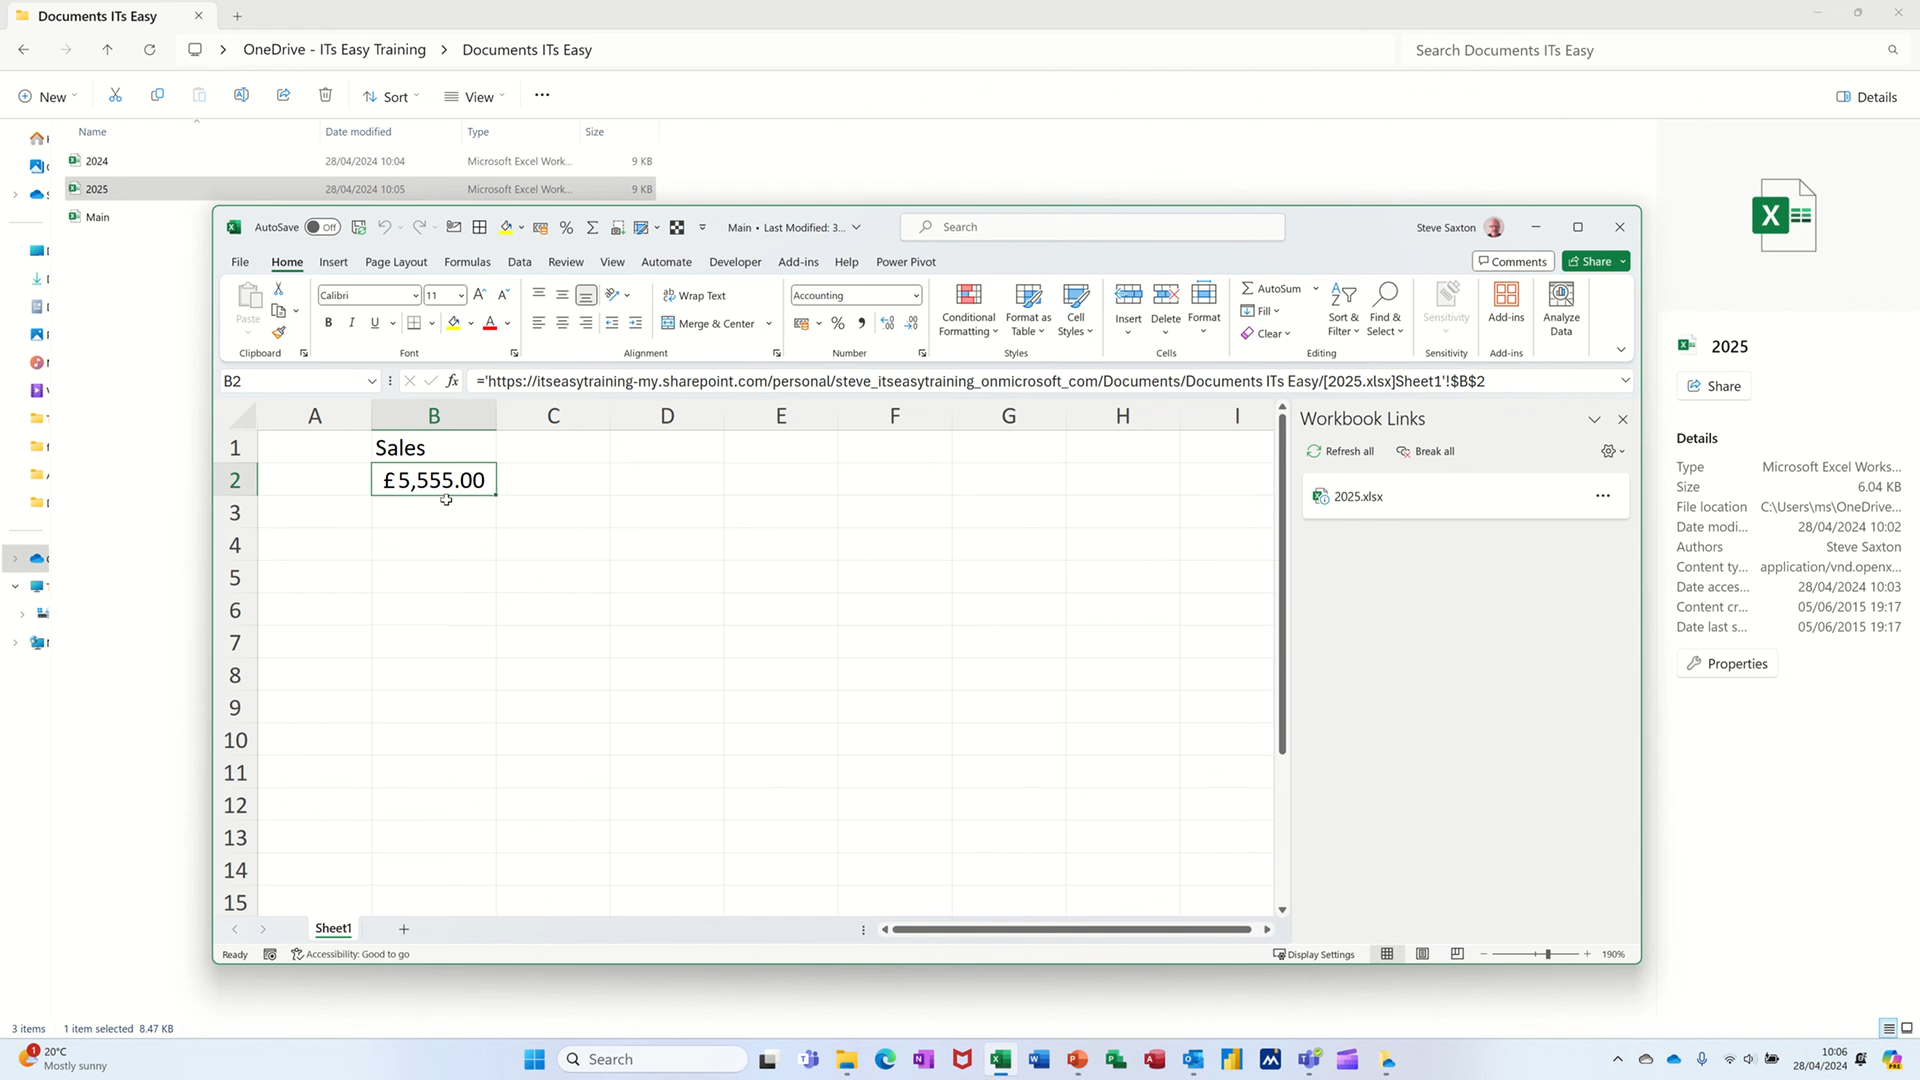 Documents ITs Easy
OneDrive - ITs Easy Training > Documents ITs Easy
Search Documents ITs Easy
New
Sort
View
Details
Name Date modified Type Size
2024 28/04/2024 10:04 Microsoft Excel Work... 9 KB
2025 28/04/2024 10:05 Microsoft Excel Work... 9 KB
Main
AutoSave Off
Main • Last Modified: 3...
Search
Steve Saxton
File Home Insert Page Layout Formulas Data Review View Automate Developer Add-ins Help Power Pivot
Comments
Share
Paste
Calibri 11
B I U
Wrap Text
Merge & Center
Accounting
Conditional Formatting
Format as Table
Cell Styles
Insert
Delete
Format
AutoSum
Fill
Clear
Sort & Filter
Find & Select
Sensitivity
Add-ins
Analyze Data
Clipboard Font Alignment Number Styles Cells Editing Sensitivity Add-ins
B2
='https://itseasytraining-my.sharepoint.com/personal/steve_itseasytraining_onmicrosoft_com/Documents/Documents ITs Easy/[2025.xlsx]Sheet1'!$B$2
A B C D E F G H I
1 Sales
2 £5,555.00
3
4
5
6
7
8
9
10
11
12
13
14
15
Workbook Links
Refresh all
Break all
2025.xlsx
Sheet1
Ready
Accessibility: Good to go
Display Settings
190%
2025
Share
Details
Type Microsoft Excel Works...
Size 6.04 KB
File location C:\Users\ms\OneDrive...
Date modi... 28/04/2024 10:02
Authors Steve Saxton
Content ty... application/vnd.openx...
Date acces... 28/04/2024 10:03
Content cr... 05/06/2015 19:17
Date last s... 05/06/2015 19:17
Properties
3 items 1 item selected 8.47 KB
1
20°C
Mostly sunny
Search
10:06
28/04/2024